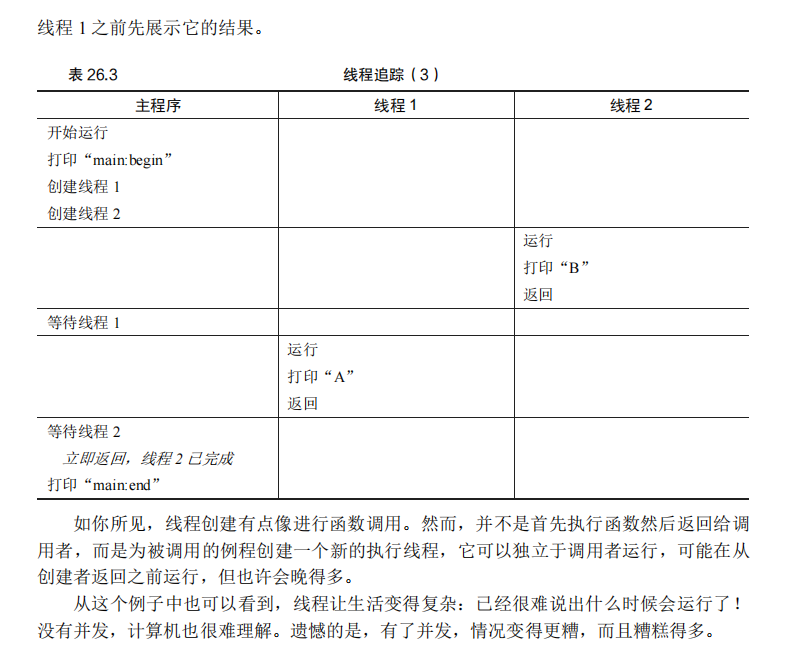 线程 1 之前先展示它的结果。
表 26.3 线程追踪（3）
主程序 线程 1 线程 2
开始运行
打印“main:begin”
创建线程 1
创建线程 2
运行
打印“B”
返回
等待线程 1
运行
打印“A”
返回
等待线程 2
立即返回，线程 2 已完成
打印“main:end”
如你所见，线程创建有点像进行函数调用。然而，并不是首先执行函数然后返回给调
用者，而是为被调用的例程创建一个新的执行线程，它可以独立于调用者运行，可能在从
创建者返回之前运行，但也许会晚得多。
从这个例子中也可以看到，线程让生活变得复杂：已经很难说出什么时候会运行了！
没有并发，计算机也很难理解。遗憾的是，有了并发，情况变得更糟，而且糟糕得多。